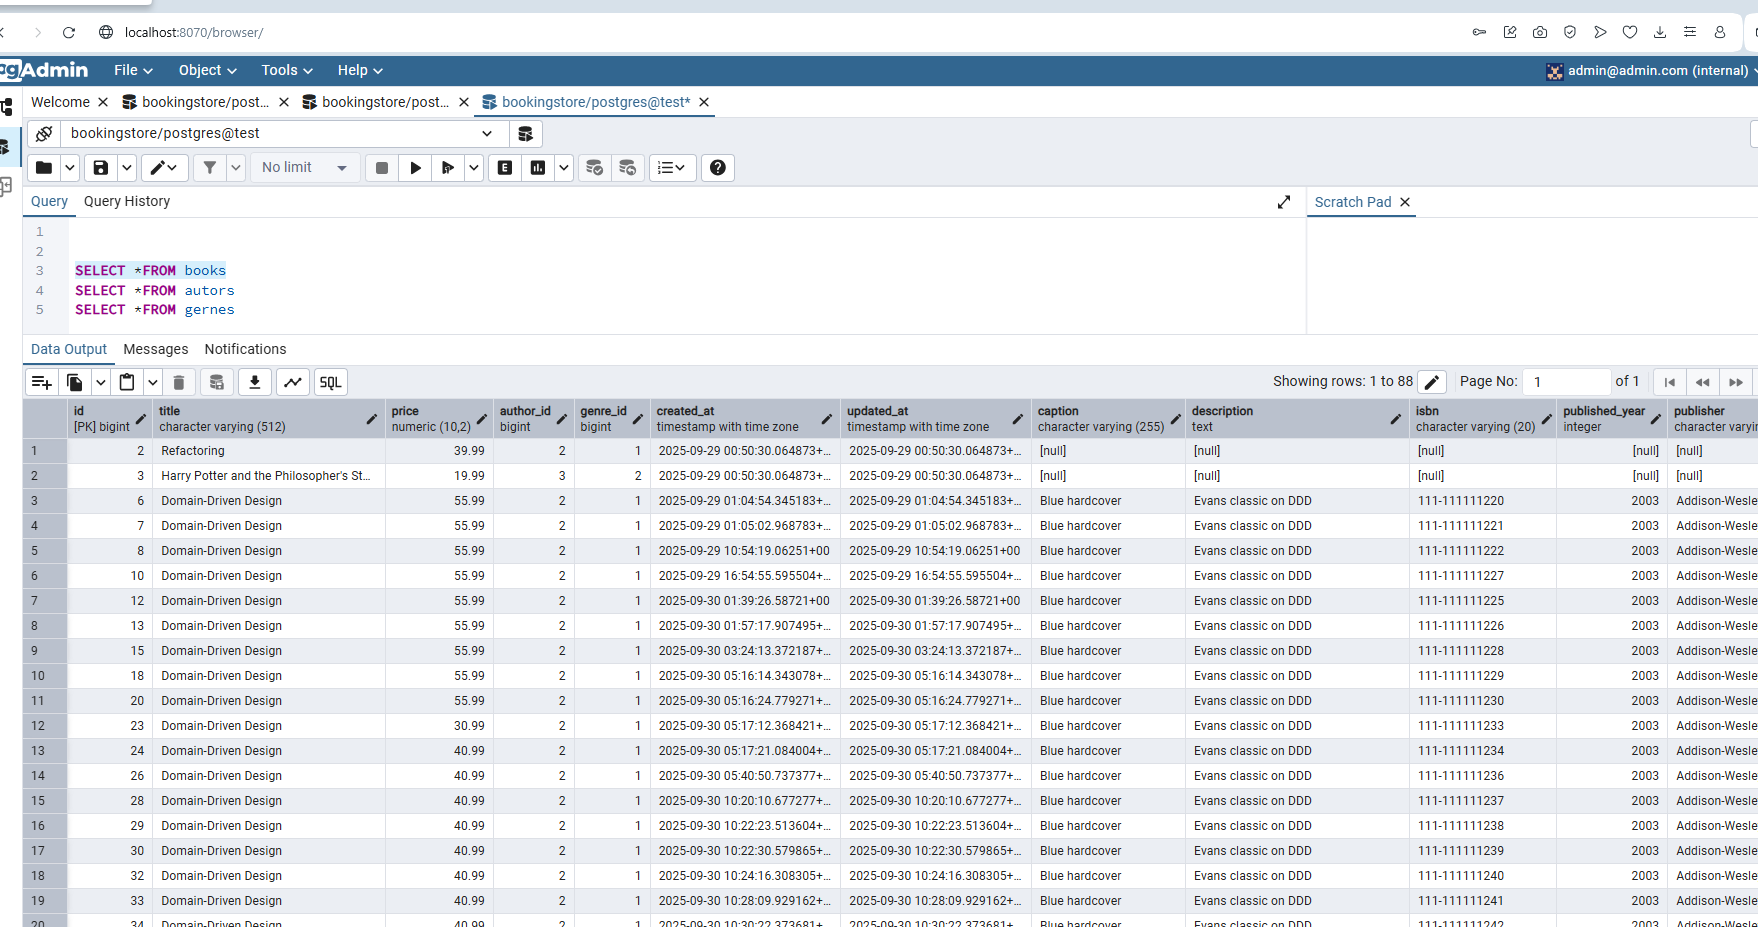 localhost:8070/browser/
pgAdmin File Object Tools Help admin@admin.com (internal)
Welcome bookingstore/post... bookingstore/post... bookingstore/postgres@test*
bookingstore/postgres@test
No limit
Query Query History Scratch Pad
1
2
3 SELECT *FROM books
4 SELECT *FROM autors
5 SELECT *FROM gernes
Data Output Messages Notifications
SQL Showing rows: 1 to 88 Page No: 1 of 1
id title price author_id genre_id created_at updated_at caption description isbn published_year publisher
[PK] bigint character varying (512) numeric (10,2) bigint bigint timestamp with time zone timestamp with time zone character varying (255) text character varying (20) integer character varyin
1 2 Refactoring 39.99 2 1 2025-09-29 00:50:30.064873+... 2025-09-29 00:50:30.064873+... [null] [null] [null] [null] [null]
2 3 Harry Potter and the Philosopher's St... 19.99 3 2 2025-09-29 00:50:30.064873+... 2025-09-29 00:50:30.064873+... [null] [null] [null] [null] [null]
3 6 Domain-Driven Design 55.99 2 1 2025-09-29 01:04:54.345183+... 2025-09-29 01:04:54.345183+... Blue hardcover Evans classic on DDD 111-111111220 2003 Addison-Wesle
4 7 Domain-Driven Design 55.99 2 1 2025-09-29 01:05:02.968783+... 2025-09-29 01:05:02.968783+... Blue hardcover Evans classic on DDD 111-111111221 2003 Addison-Wesle
5 8 Domain-Driven Design 55.99 2 1 2025-09-29 10:54:19.06251+00 2025-09-29 10:54:19.06251+00 Blue hardcover Evans classic on DDD 111-111111222 2003 Addison-Wesle
6 10 Domain-Driven Design 55.99 2 1 2025-09-29 16:54:55.595504+... 2025-09-29 16:54:55.595504+... Blue hardcover Evans classic on DDD 111-111111227 2003 Addison-Wesle
7 12 Domain-Driven Design 55.99 2 1 2025-09-30 01:39:26.58721+00 2025-09-30 01:39:26.58721+00 Blue hardcover Evans classic on DDD 111-111111225 2003 Addison-Wesle
8 13 Domain-Driven Design 55.99 2 1 2025-09-30 01:57:17.907495+... 2025-09-30 01:57:17.907495+... Blue hardcover Evans classic on DDD 111-111111226 2003 Addison-Wesle
9 15 Domain-Driven Design 55.99 2 1 2025-09-30 03:24:13.372187+... 2025-09-30 03:24:13.372187+... Blue hardcover Evans classic on DDD 111-111111228 2003 Addison-Wesle
10 18 Domain-Driven Design 55.99 2 1 2025-09-30 05:16:14.343078+... 2025-09-30 05:16:14.343078+... Blue hardcover Evans classic on DDD 111-111111229 2003 Addison-Wesle
11 20 Domain-Driven Design 55.99 2 1 2025-09-30 05:16:24.779271+... 2025-09-30 05:16:24.779271+... Blue hardcover Evans classic on DDD 111-111111230 2003 Addison-Wesle
12 23 Domain-Driven Design 30.99 2 1 2025-09-30 05:17:12.368421+... 2025-09-30 05:17:12.368421+... Blue hardcover Evans classic on DDD 111-111111233 2003 Addison-Wesle
13 24 Domain-Driven Design 40.99 2 1 2025-09-30 05:17:21.084004+... 2025-09-30 05:17:21.084004+... Blue hardcover Evans classic on DDD 111-111111234 2003 Addison-Wesle
14 26 Domain-Driven Design 40.99 2 1 2025-09-30 05:40:50.737377+... 2025-09-30 05:40:50.737377+... Blue hardcover Evans classic on DDD 111-111111236 2003 Addison-Wesle
15 28 Domain-Driven Design 40.99 2 1 2025-09-30 10:20:10.677277+... 2025-09-30 10:20:10.677277+... Blue hardcover Evans classic on DDD 111-111111237 2003 Addison-Wesle
16 29 Domain-Driven Design 40.99 2 1 2025-09-30 10:22:23.513604+... 2025-09-30 10:22:23.513604+... Blue hardcover Evans classic on DDD 111-111111238 2003 Addison-Wesle
17 30 Domain-Driven Design 40.99 2 1 2025-09-30 10:22:30.579865+... 2025-09-30 10:22:30.579865+... Blue hardcover Evans classic on DDD 111-111111239 2003 Addison-Wesle
18 32 Domain-Driven Design 40.99 2 1 2025-09-30 10:24:16.308305+... 2025-09-30 10:24:16.308305+... Blue hardcover Evans classic on DDD 111-111111240 2003 Addison-Wesle
19 33 Domain-Driven Design 40.99 2 1 2025-09-30 10:28:09.929162+... 2025-09-30 10:28:09.929162+... Blue hardcover Evans classic on DDD 111-111111241 2003 Addison-Wesle
20 34 Domain-Driven Design 40.99 2 1 2025-09-30 10:30:22.373681+... 2025-09-30 10:30:22.373681+... Blue hardcover Evans classic on DDD 111-111111242 2003 Addison-Wesle